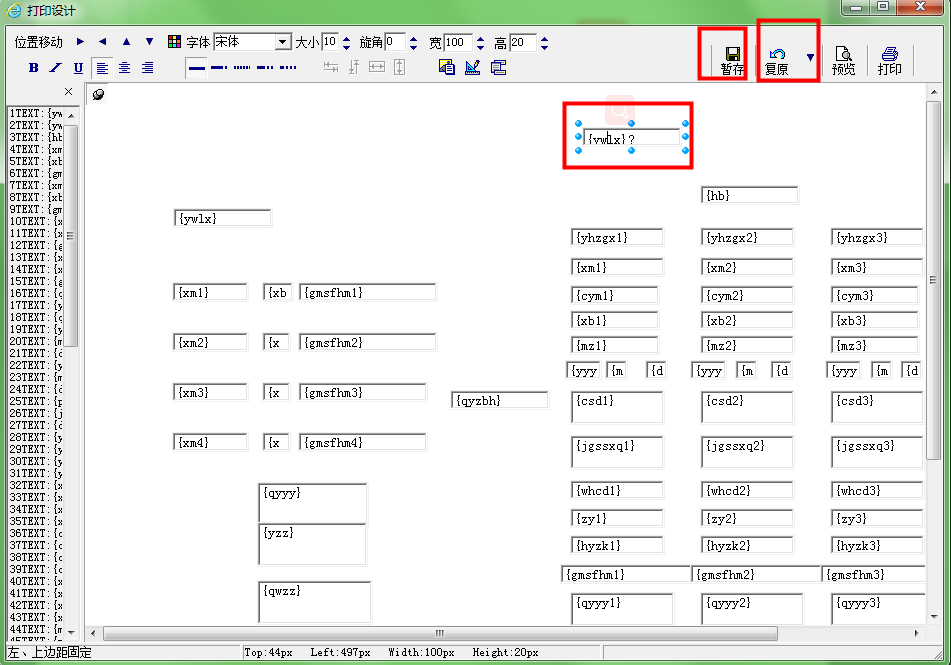 打印设计
位置移动 字体 宋体 大小 10 旋角 0 宽 100 高 20 暂存 复原 预览 打印
B I U
1TEXT:{yw
2TEXT:{yw
3TEXT:{hb
4TEXT:{xm
5TEXT:{xb
6TEXT:{gm
7TEXT:{xm
8TEXT:{xb
9TEXT:{gm
10TEXT:{x
11TEXT:{x
12TEXT:{g
13TEXT:{x
14TEXT:{x
15TEXT:{g
16TEXT:{q
17TEXT:{y
18TEXT:{q
19TEXT:{y
20TEXT:{m
21TEXT:{d
22TEXT:{y
23TEXT:{m
24TEXT:{d
25TEXT:{p
26TEXT:{j
27TEXT:{d
28TEXT:{y
29TEXT:{y
30TEXT:{y
31TEXT:{y
32TEXT:{x
33TEXT:{x
34TEXT:{x
35TEXT:{x
36TEXT:{c
37TEXT:{c
38TEXT:{c
39TEXT:{c
40TEXT:{x
41TEXT:{x
42TEXT:{x
43TEXT:{x
44TEXT:{m
{ywlx}?
{hb}
{ywlx}
{yhzgx1} {yhzgx2} {yhzgx3}
{xm1} {xm2} {xm3}
{xm1} {xb {gmsfhm1}
{cym1} {cym2} {cym3}
{xb1} {xb2} {xb3}
{xm2} {x {gmsfhm2}
{mz1} {mz2} {mz3}
{yyy {m {d {yyy {m {d {yyy {m {d
{xm3} {x {gmsfhm3}
{qyzbh}
{csd1} {csd2} {csd3}
{xm4} {x {gmsfhm4}
{jgssxq1} {jgssxq2} {jgssxq3}
{qyyy}
{whcd1} {whcd2} {whcd3}
{zy1} {zy2} {zy3}
{yzz}
{hyzk1} {hyzk2} {hyzk3}
{gmsfhm1} {gmsfhm2} {gmsfhm3}
{qwzz}
{qyyy1} {qyyy2} {qyyy3}
左、上边距固定 Top:44px Left:497px Width:100px Height:20px